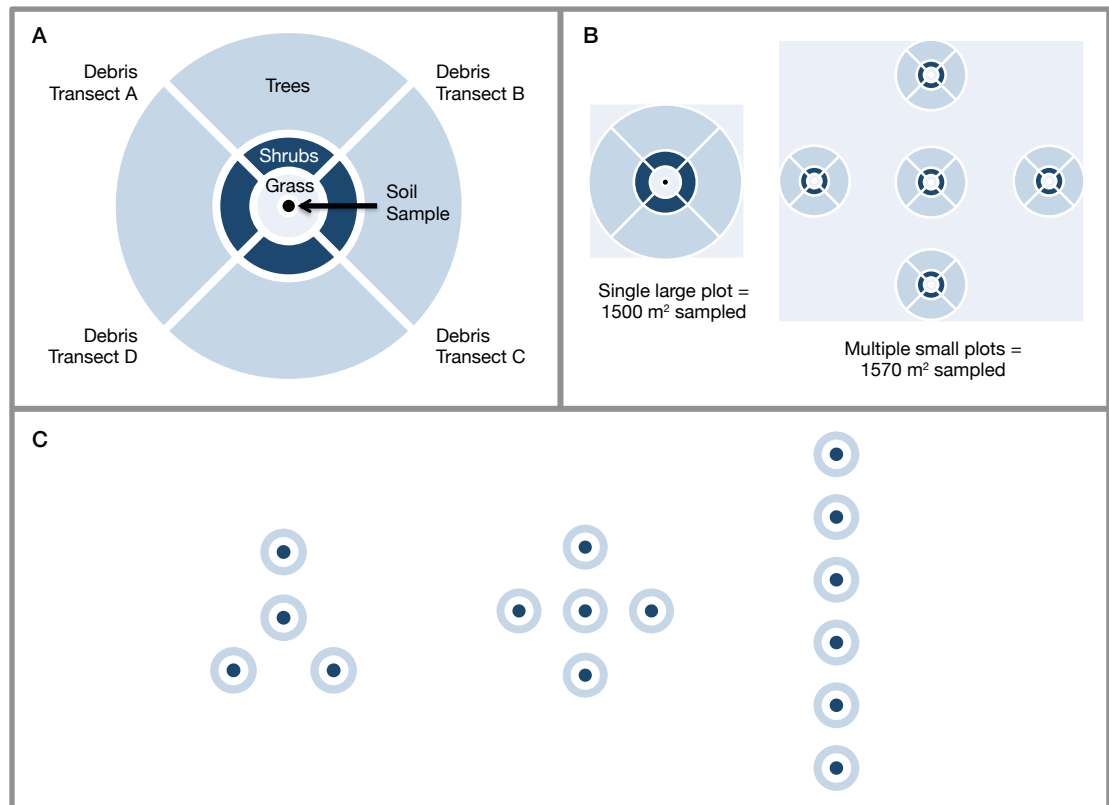 A
Debris
Transect A
Trees
Debris
Transect B
Shrubs
Grass
Soil
Sample
Debris
Transect D
Debris
Transect C
B
Single large plot =
1500 m² sampled
Multiple small plots =
1570 m² sampled
C